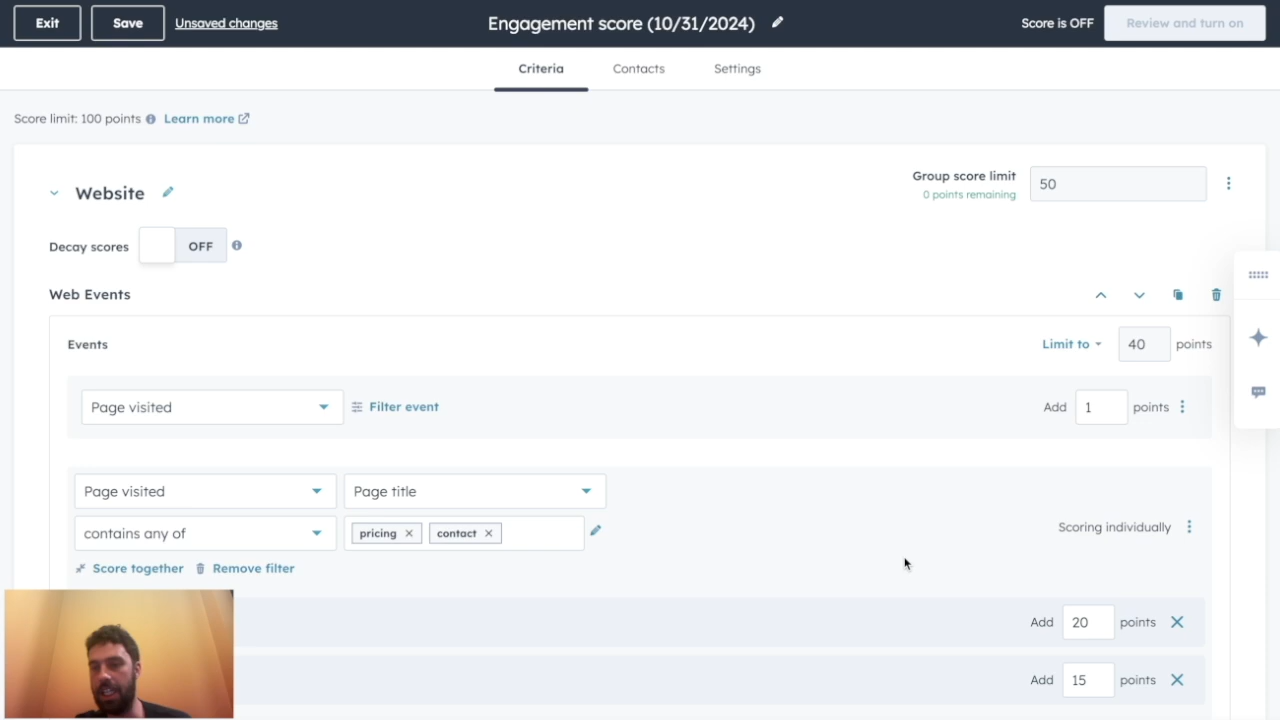 Exit Save Unsaved changes Engagement score (10/31/2024) Score is OFF Review and turn on
Criteria Contacts Settings
Score limit: 100 points Learn more
Website Group score limit 50
0 points remaining
Decay scores OFF
Web Events
Events Limit to 40 points
Page visited Filter event Add 1 points
Page visited Page title
contains any of pricing contact Scoring individually
Score together Remove filter
Add 20 points
Add 15 points